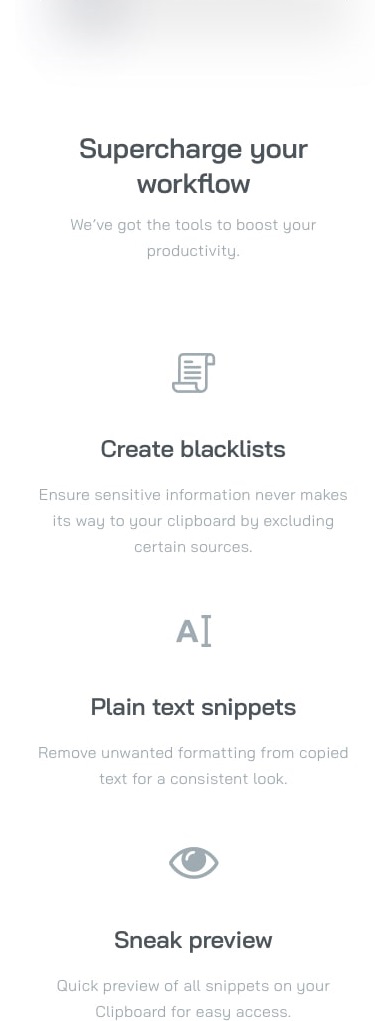 Supercharge your
workflow
We've got the tools to boost your
productivity.
Create blacklists
Ensure sensitive information never makes
its way to your clipboard by excluding
certain sources.
A
Plain text snippets
Remove unwanted formatting from copied
text for a consistent look.
Sneak preview
Quick preview of all snippets on your
Clipboard for easy access.